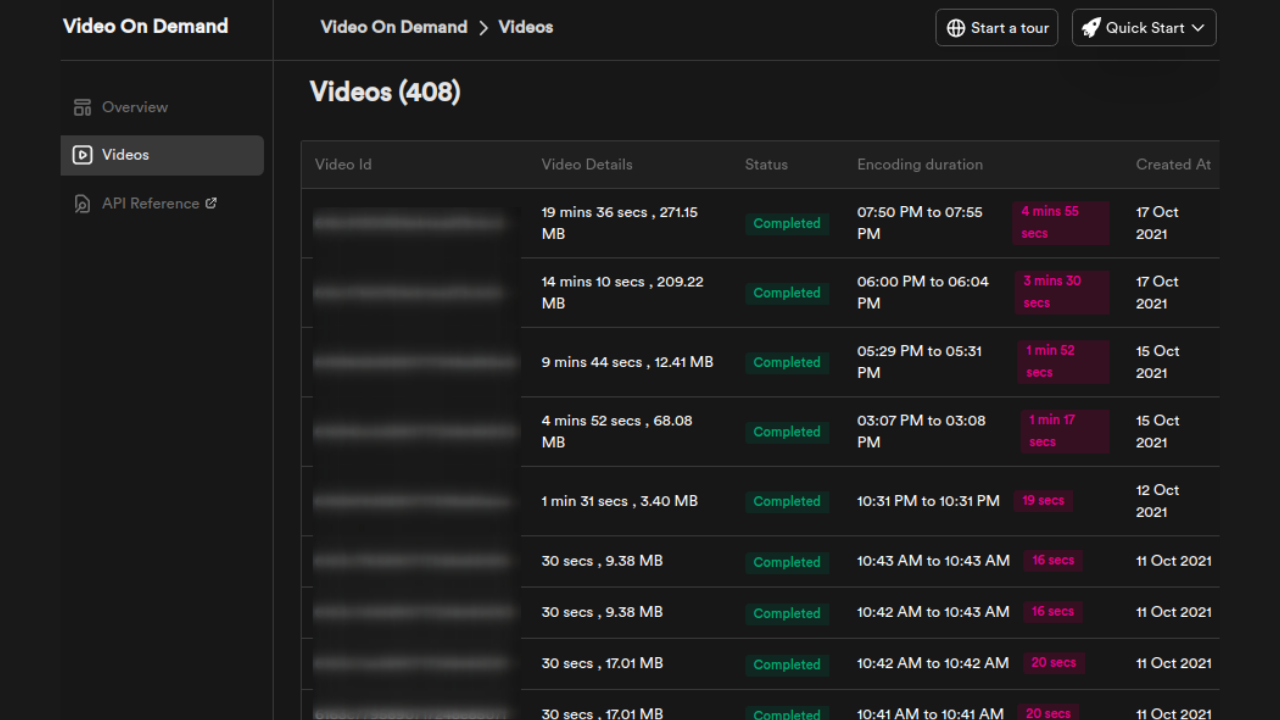 Video On Demand
Video On Demand > Videos
Start a tour
Quick Start
Overview
Videos
API Reference
Videos (408)
Video Id Video Details Status Encoding duration Created At
19 mins 36 secs , 271.15
MB
Completed
07:50 PM to 07:55
PM
4 mins 55
secs
17 Oct
2021
14 mins 10 secs , 209.22
MB
Completed
06:00 PM to 06:04
PM
3 mins 30
secs
17 Oct
2021
9 mins 44 secs , 12.41 MB
Completed
05:29 PM to 05:31
PM
1 min 52
secs
15 Oct
2021
4 mins 52 secs , 68.08
MB
Completed
03:07 PM to 03:08
PM
1 min 17
secs
15 Oct
2021
1 min 31 secs , 3.40 MB
Completed
10:31 PM to 10:31 PM
19 secs
12 Oct
2021
30 secs , 9.38 MB Completed 10:43 AM to 10:43 AM 16 secs 11 Oct 2021
30 secs , 9.38 MB Completed 10:42 AM to 10:43 AM 16 secs 11 Oct 2021
30 secs , 17.01 MB Completed 10:42 AM to 10:42 AM 20 secs 11 Oct 2021
30 secs , 17.01 MB Completed 10:41 AM to 10:41 AM 20 secs 11 Oct 2021